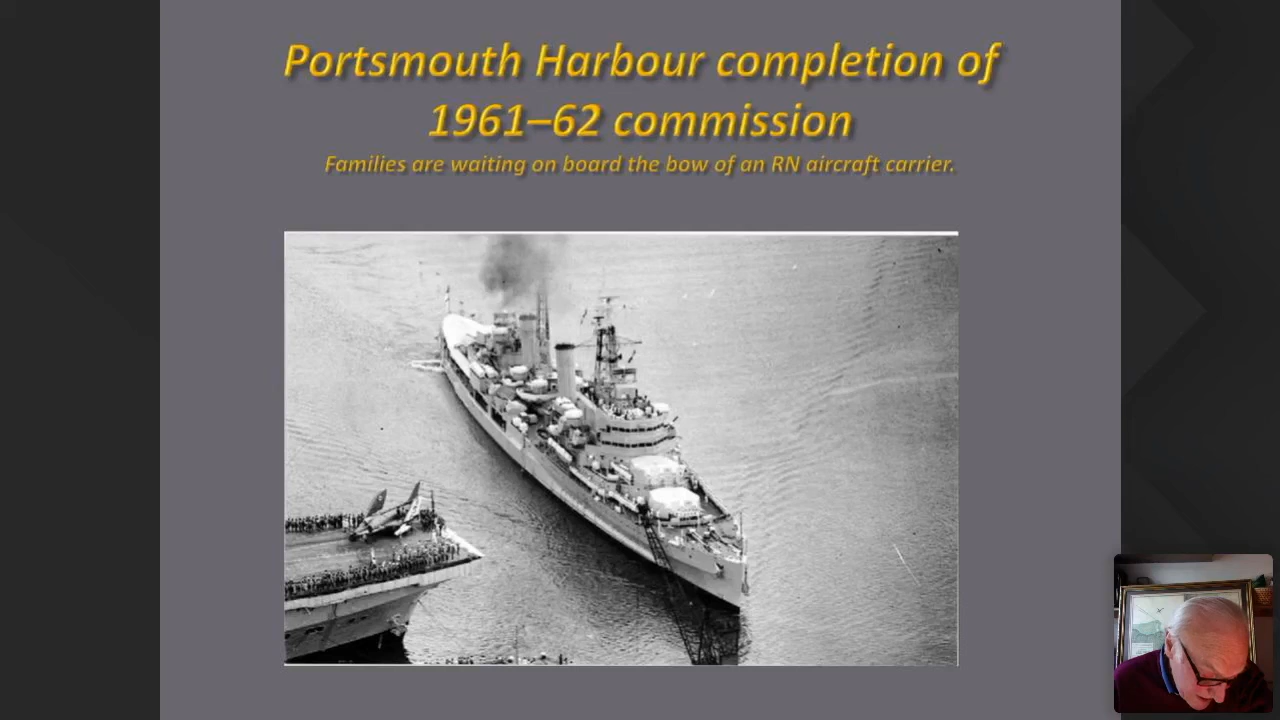 Portsmouth Harbour completion of
1961–62 commission
Families are waiting on board the bow of an RN aircraft carrier.